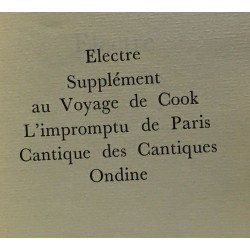 Electre
Supplément
au Voyage de Cook
L'impromptu de Paris
Cantique des Cantiques
Ondine